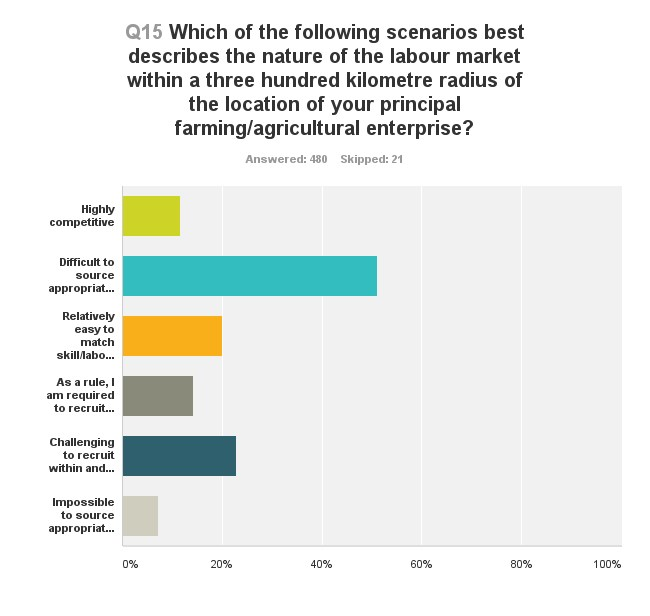 Q15 Which of the following scenarios best
describes the nature of the labour market
within a three hundred kilometre radius of
the location of your principal
farming/agricultural enterprise?
Answered: 480 Skipped: 21
Highly
competitive
Difficult to
source
appropriat...
Relatively
easy to
match
skill/labo...
As a rule, I
am required
to recruit...
Challenging
to recruit
within and...
Impossible
to source
appropriat...
0% 20% 40% 60% 80% 100%